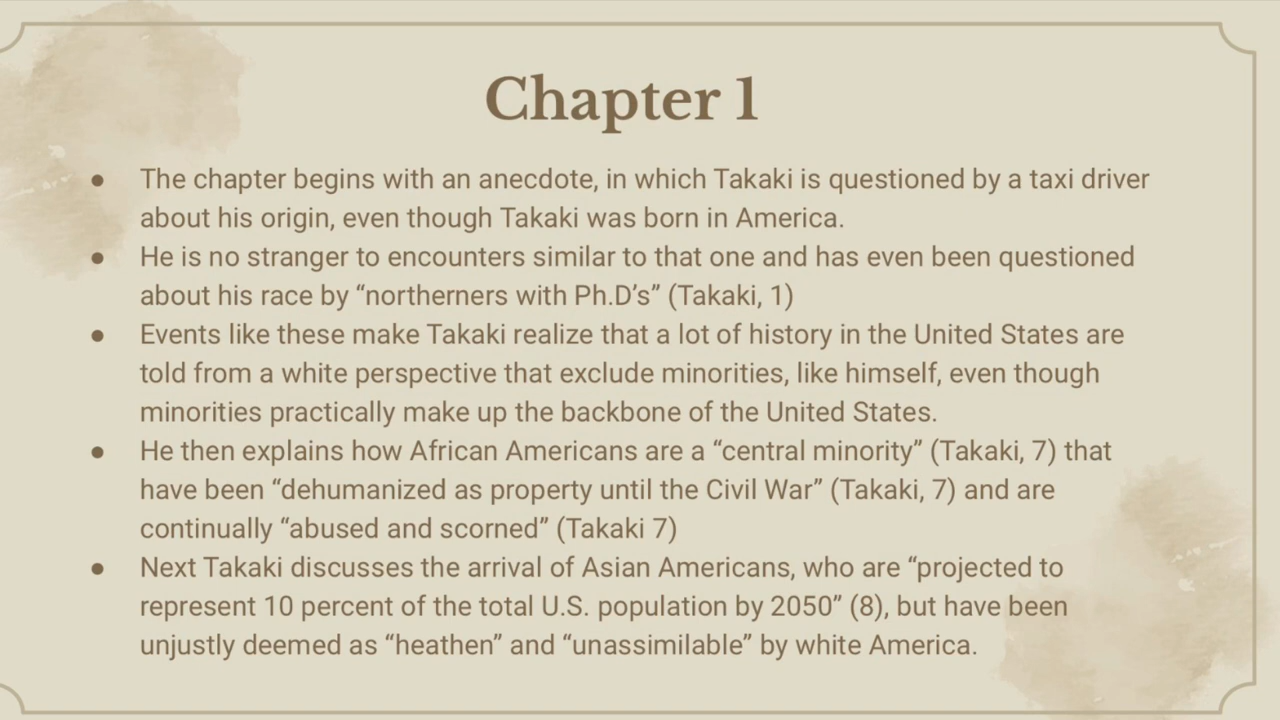 Chapter 1
● The chapter begins with an anecdote, in which Takaki is questioned by a taxi driver
about his origin, even though Takaki was born in America.
● He is no stranger to encounters similar to that one and has even been questioned
about his race by “northerners with Ph.D’s” (Takaki, 1)
● Events like these make Takaki realize that a lot of history in the United States are
told from a white perspective that exclude minorities, like himself, even though
minorities practically make up the backbone of the United States.
● He then explains how African Americans are a “central minority” (Takaki, 7) that
have been “dehumanized as property until the Civil War” (Takaki, 7) and are
continually “abused and scorned” (Takaki 7)
● Next Takaki discusses the arrival of Asian Americans, who are “projected to
represent 10 percent of the total U.S. population by 2050” (8), but have been
unjustly deemed as “heathen” and “unassimilable” by white America.